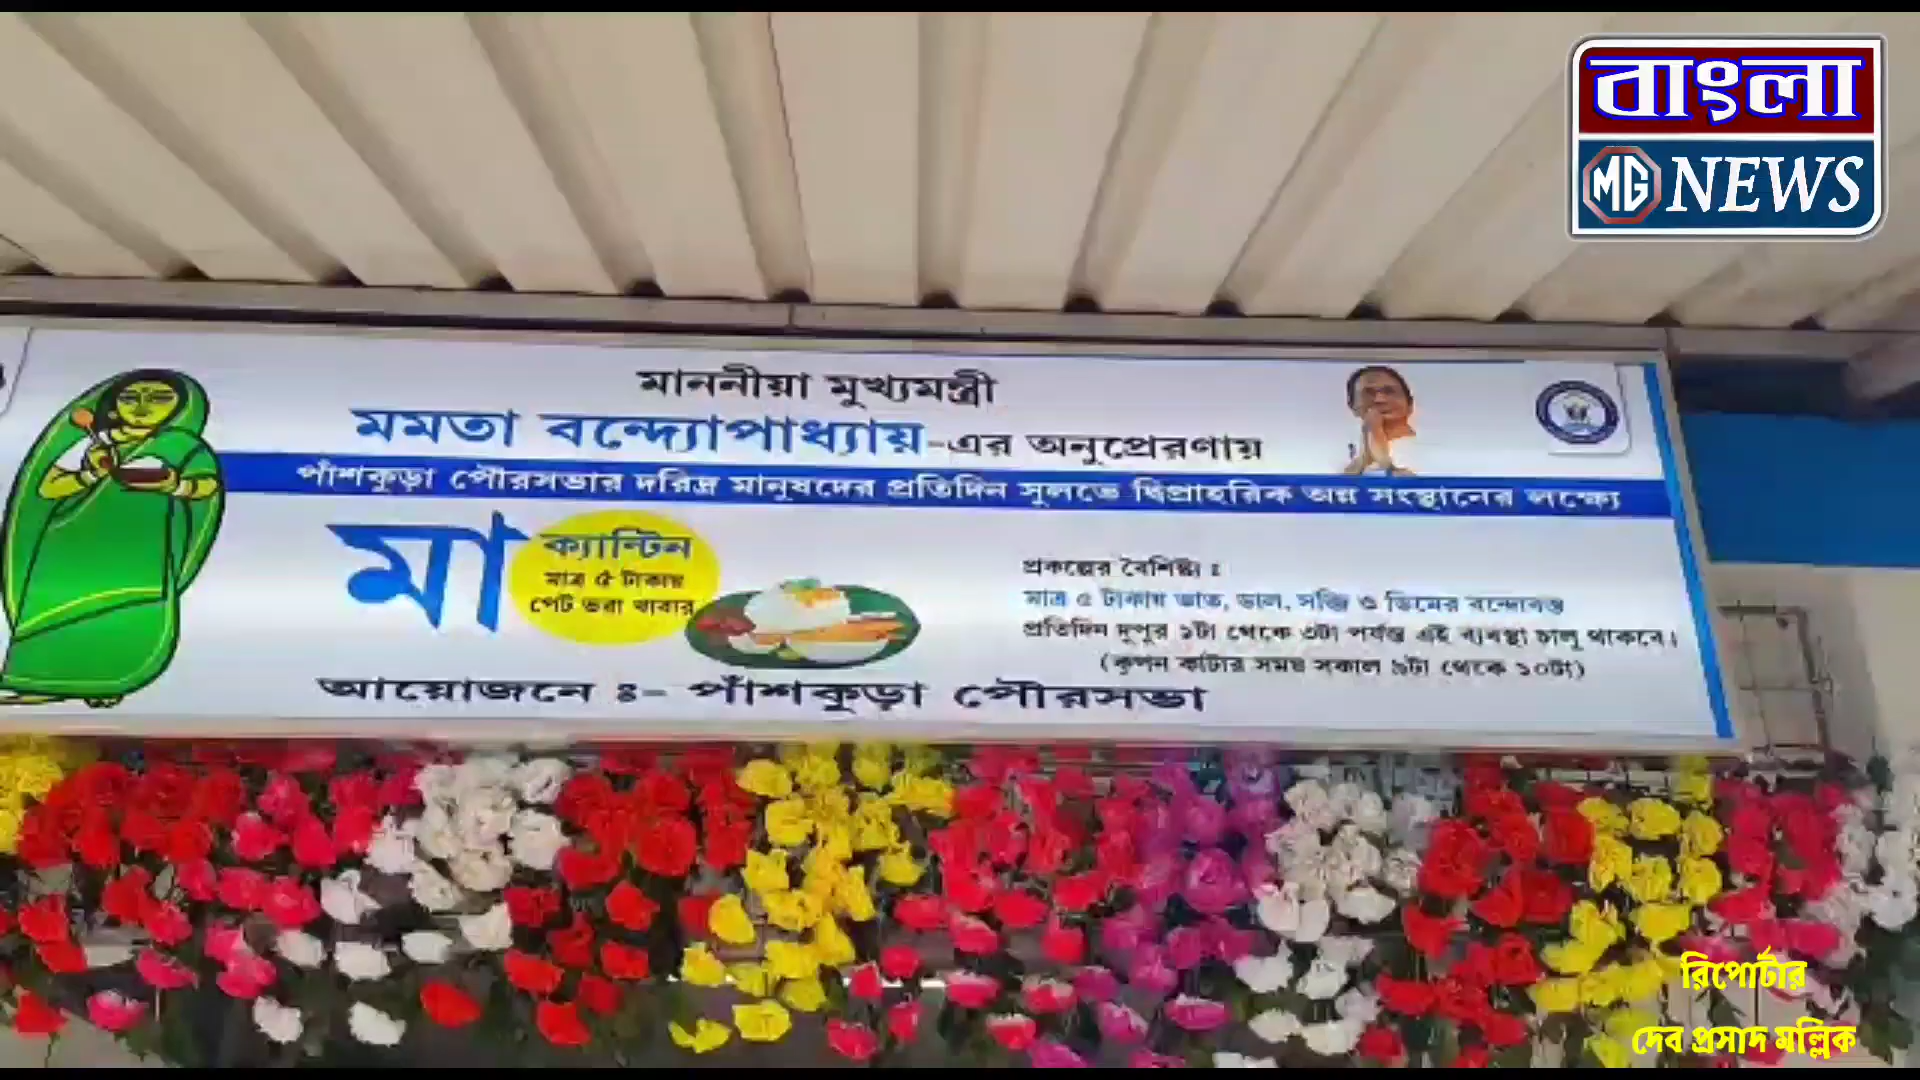 বাংলা
MG NEWS
মাননীয়া মুখ্যমন্ত্রী
মমতা বন্দ্যোপাধ্যায়-এর অনুপ্রেরণায়
পাঁশকুড়া পৌরসভার দরিদ্র মানুষদের প্রতিদিন সুলভে দ্বিপ্রাহরিক অন্ন সংস্থানের লক্ষ্যে
মা ক্যান্টিন
মাত্র ৫ টাকায়
পেট ভরা খাবার
প্রকল্পের বৈশিষ্ট্য ঃ
মাত্র ৫ টাকায় ভাত, ডাল, সব্জি ও ডিমের বন্দোবস্ত
প্রতিদিন দুপুর ১টা থেকে ৩টা পর্যন্ত এই ব্যবস্থা চালু থাকবে।
(কুপন কাটার সময় সকাল ৯টা থেকে ১০টা)
আয়োজনে ঃ- পাঁশকুড়া পৌরসভা
রিপোর্টার
দেব প্রসাদ মল্লিক